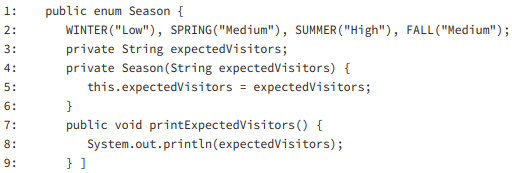 1: public enum Season {
2: WINTER("Low"), SPRING("Medium"), SUMMER("High"), FALL("Medium");
3: private String expectedVisitors;
4: private Season(String expectedVisitors) {
5: this.expectedVisitors = expectedVisitors;
6: }
7: public void printExpectedVisitors() {
8: System.out.println(expectedVisitors);
9: } ]